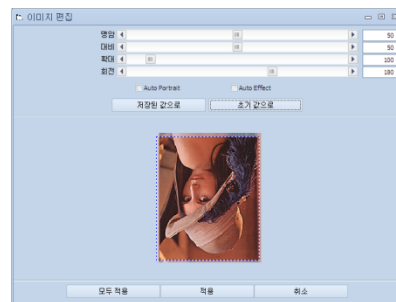 이미지 편집
명암 50
대비 50
확대 100
회전 180
Auto Portrait Auto Effect
저장된 값으로 초기 값으로
모두 적용 적용 취소